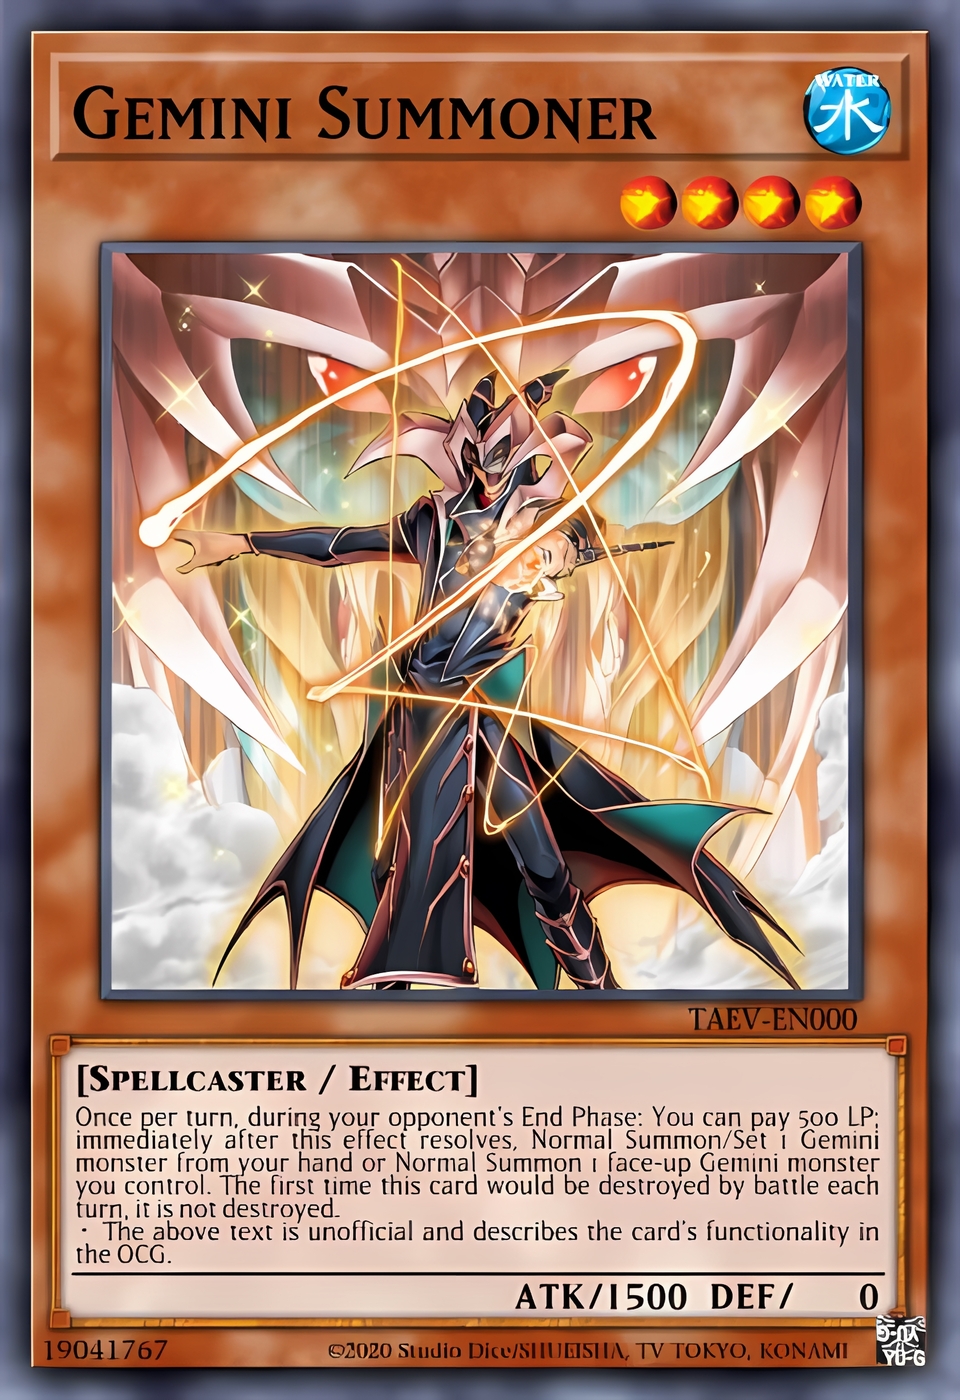 Gemini Summoner
WATER
水
TAEV-EN000
[Spellcaster / Effect]
Once per turn, during your opponent's End Phase: You can pay 500 LP;
immediately after this effect resolves, Normal Summon/Set 1 Gemini
monster from your hand or Normal Summon 1 face-up Gemini monster
you control. The first time this card would be destroyed by battle each
turn, it is not destroyed.
· The above text is unofficial and describes the card's functionality in
the OCG.
ATK/1500 DEF/ 0
19041767 ©2020 Studio Dice/SHUEISHA, TV TOKYO, KONAMI